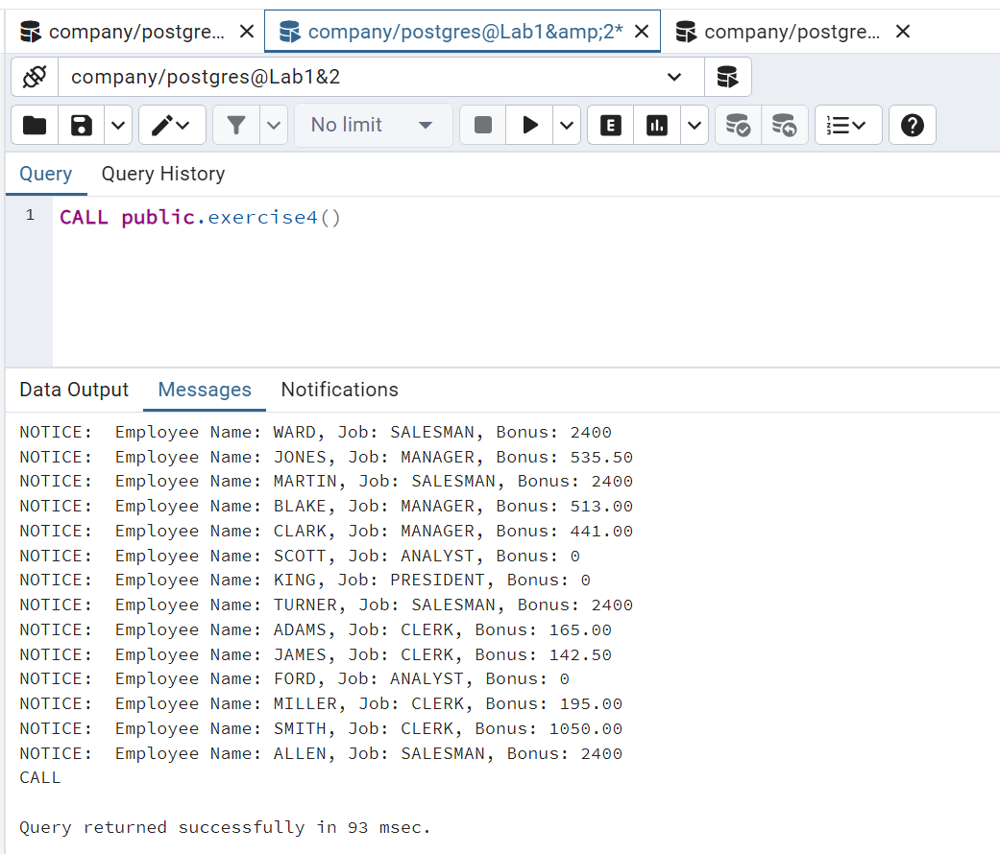 company/postgre... company/postgres@Lab1&amp;2* company/postgre...
company/postgres@Lab1&2
No limit E
Query Query History
1 CALL public.exercise4()
Data Output Messages Notifications
NOTICE:  Employee Name: WARD, Job: SALESMAN, Bonus: 2400
NOTICE:  Employee Name: JONES, Job: MANAGER, Bonus: 535.50
NOTICE:  Employee Name: MARTIN, Job: SALESMAN, Bonus: 2400
NOTICE:  Employee Name: BLAKE, Job: MANAGER, Bonus: 513.00
NOTICE:  Employee Name: CLARK, Job: MANAGER, Bonus: 441.00
NOTICE:  Employee Name: SCOTT, Job: ANALYST, Bonus: 0
NOTICE:  Employee Name: KING, Job: PRESIDENT, Bonus: 0
NOTICE:  Employee Name: TURNER, Job: SALESMAN, Bonus: 2400
NOTICE:  Employee Name: ADAMS, Job: CLERK, Bonus: 165.00
NOTICE:  Employee Name: JAMES, Job: CLERK, Bonus: 142.50
NOTICE:  Employee Name: FORD, Job: ANALYST, Bonus: 0
NOTICE:  Employee Name: MILLER, Job: CLERK, Bonus: 195.00
NOTICE:  Employee Name: SMITH, Job: CLERK, Bonus: 1050.00
NOTICE:  Employee Name: ALLEN, Job: SALESMAN, Bonus: 2400
CALL
Query returned successfully in 93 msec.